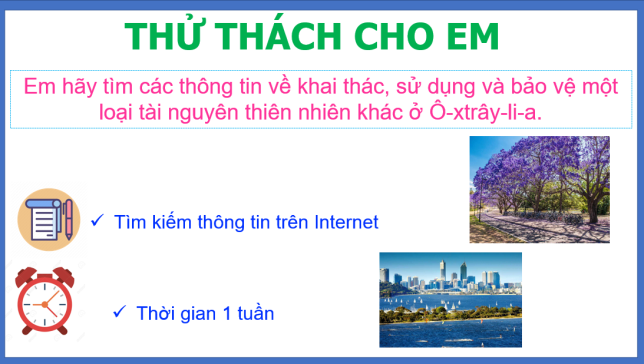 THỬ THÁCH CHO EM
Em hãy tìm các thông tin về khai thác, sử dụng và bảo vệ một
loại tài nguyên thiên nhiên khác ở Ô-xtrây-li-a.
✓ Tìm kiếm thông tin trên Internet
✓ Thời gian 1 tuần